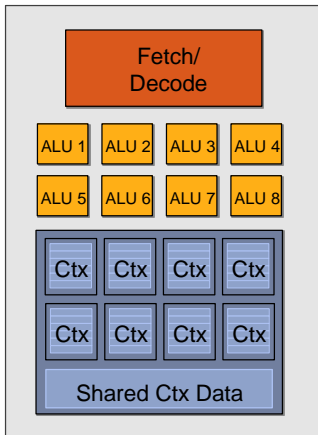 Fetch/
Decode
ALU 1 ALU 2 ALU 3 ALU 4
ALU 5 ALU 6 ALU 7 ALU 8
Ctx Ctx Ctx Ctx
Ctx Ctx Ctx Ctx
Shared Ctx Data